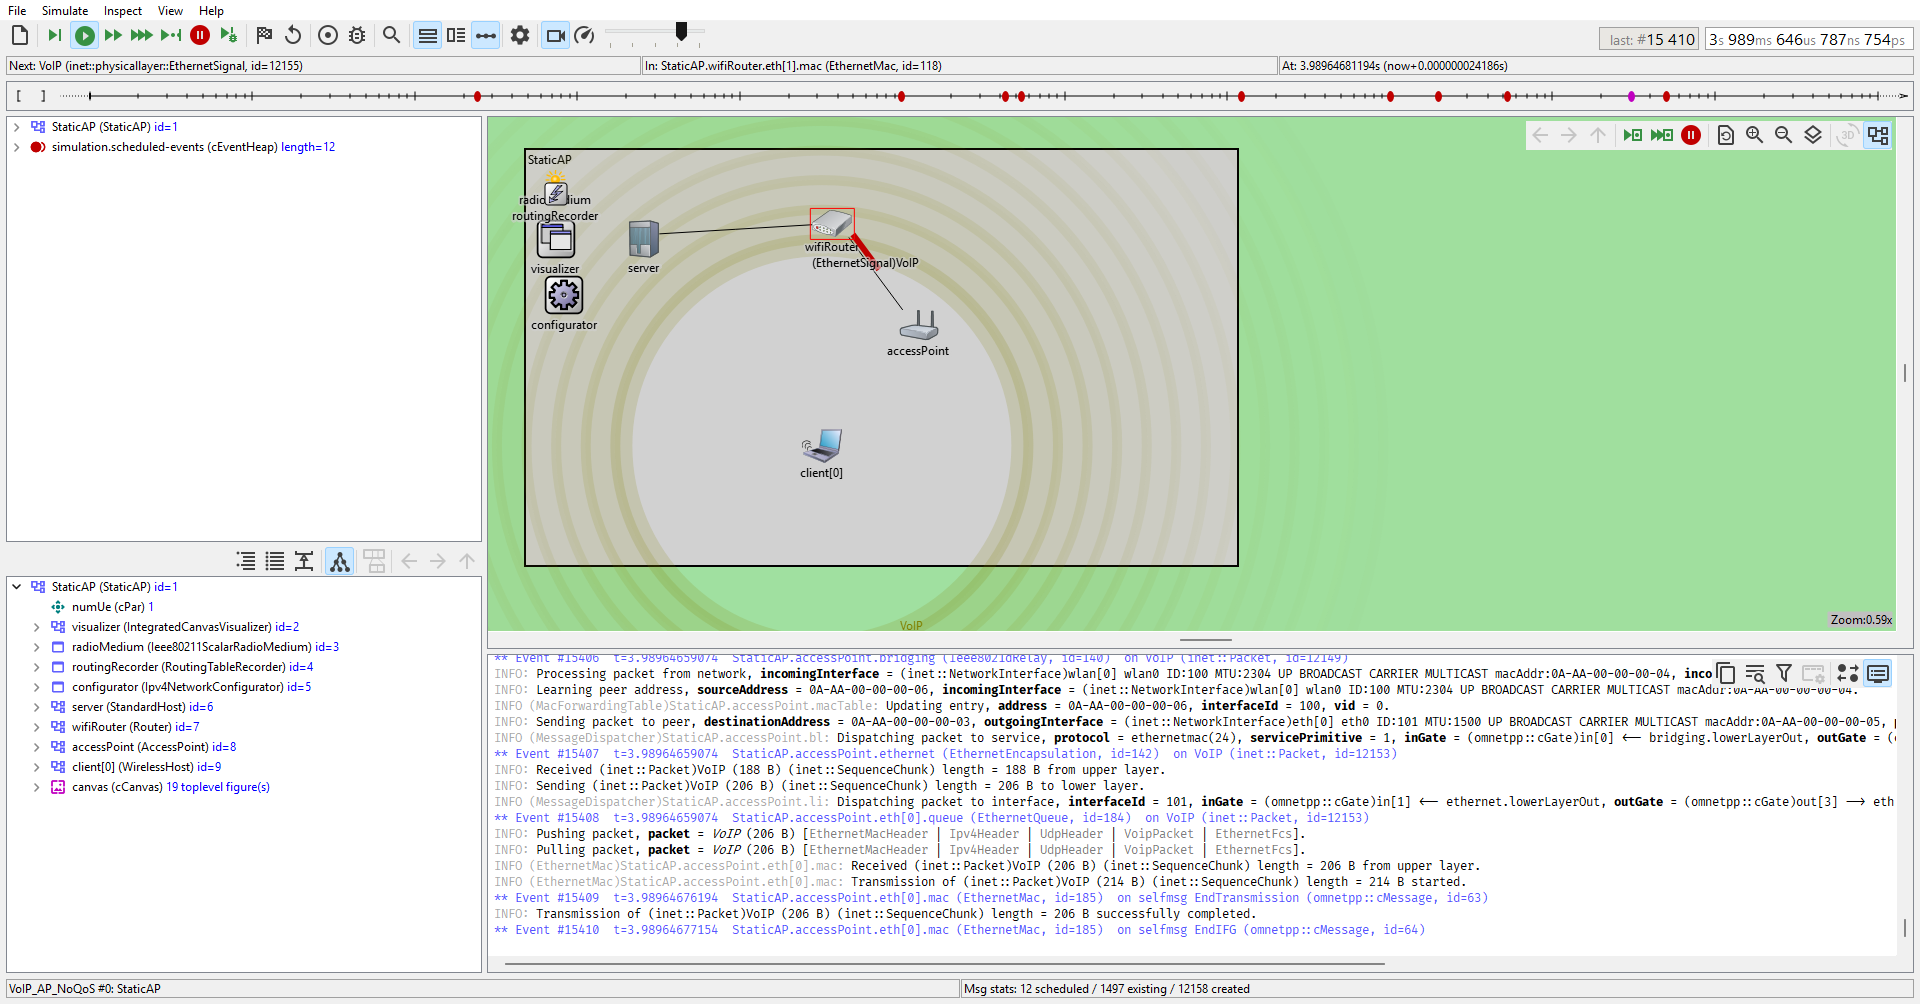 File Simulate Inspect View Help
last: #15 410
3s 989ms 646us 787ns 754ps
Next: VoIP (inet::physicallayer::EthernetSignal, id=12155)
In: StaticAP.wifiRouter.eth[1].mac (EthernetMac, id=118)
At: 3.98964681194s (now+0.000000024186s)
[ ]
StaticAP (StaticAP) id=1
simulation.scheduled-events (cEventHeap) length=12
StaticAP (StaticAP) id=1
numUe (cPar) 1
visualizer (IntegratedCanvasVisualizer) id=2
radioMedium (Ieee80211ScalarRadioMedium) id=3
routingRecorder (RoutingTableRecorder) id=4
configurator (Ipv4NetworkConfigurator) id=5
server (StandardHost) id=6
wifiRouter (Router) id=7
accessPoint (AccessPoint) id=8
client[0] (WirelessHost) id=9
canvas (cCanvas) 19 toplevel figure(s)
3D
StaticAP
routingRecorder
visualizer
configurator
server
wifiRouter
(EthernetSignal)VoIP
accessPoint
client[0]
VoIP
Zoom:0.59x
** Event #15406 t=3.98964659074 StaticAP.accessPoint.bridging (Ieee8021dRelay, id=140) on VoIP (inet::Packet, id=12149)
INFO: Processing packet from network, incomingInterface = (inet::NetworkInterface)wlan[0] wlan0 ID:100 MTU:2304 UP BROADCAST CARRIER MULTICAST macAddr:0A-AA-00-00-00-04, inco
INFO: Learning peer address, sourceAddress = 0A-AA-00-00-00-06, incomingInterface = (inet::NetworkInterface)wlan[0] wlan0 ID:100 MTU:2304 UP BROADCAST CARRIER MULTICAST macAddr:0A-AA-00-00-00-04.
INFO (MacForwardingTable)StaticAP.accessPoint.macTable: Updating entry, address = 0A-AA-00-00-00-06, interfaceId = 100, vid = 0.
INFO: Sending packet to peer, destinationAddress = 0A-AA-00-00-00-03, outgoingInterface = (inet::NetworkInterface)eth[0] eth0 ID:101 MTU:1500 UP BROADCAST CARRIER MULTICAST macAddr:0A-AA-00-00-00-05,
INFO (MessageDispatcher)StaticAP.accessPoint.bl: Dispatching packet to service, protocol = ethernetmac(24), servicePrimitive = 1, inGate = (omnetpp::cGate)in[0] <-- bridging.lowerLayerOut, outGate = (
** Event #15407 t=3.98964659074 StaticAP.accessPoint.ethernet (EthernetEncapsulation, id=142) on VoIP (inet::Packet, id=12153)
INFO: Received (inet::Packet)VoIP (188 B) (inet::SequenceChunk) length = 188 B from upper layer.
INFO: Sending (inet::Packet)VoIP (206 B) (inet::SequenceChunk) length = 206 B to lower layer.
INFO (MessageDispatcher)StaticAP.accessPoint.li: Dispatching packet to interface, interfaceId = 101, inGate = (omnetpp::cGate)in[1] <-- ethernet.lowerLayerOut, outGate = (omnetpp::cGate)out[3] --> eth
** Event #15408 t=3.98964659074 StaticAP.accessPoint.eth[0].queue (EthernetQueue, id=184) on VoIP (inet::Packet, id=12153)
INFO: Pushing packet, packet = VoIP (206 B) [EthernetMacHeader | Ipv4Header | UdpHeader | VoipPacket | EthernetFcs].
INFO: Pulling packet, packet = VoIP (206 B) [EthernetMacHeader | Ipv4Header | UdpHeader | VoipPacket | EthernetFcs].
INFO (EthernetMac)StaticAP.accessPoint.eth[0].mac: Received (inet::Packet)VoIP (206 B) (inet::SequenceChunk) length = 206 B from upper layer.
INFO (EthernetMac)StaticAP.accessPoint.eth[0].mac: Transmission of (inet::Packet)VoIP (214 B) (inet::SequenceChunk) length = 214 B started.
** Event #15409 t=3.98964676194 StaticAP.accessPoint.eth[0].mac (EthernetMac, id=185) on selfmsg EndTransmission (omnetpp::cMessage, id=63)
INFO: Transmission of (inet::Packet)VoIP (206 B) (inet::SequenceChunk) length = 206 B successfully completed.
** Event #15410 t=3.98964677154 StaticAP.accessPoint.eth[0].mac (EthernetMac, id=185) on selfmsg EndIFG (omnetpp::cMessage, id=64)
VoIP_AP_NoQoS #0: StaticAP
Msg stats: 12 scheduled / 1497 existing / 12158 created